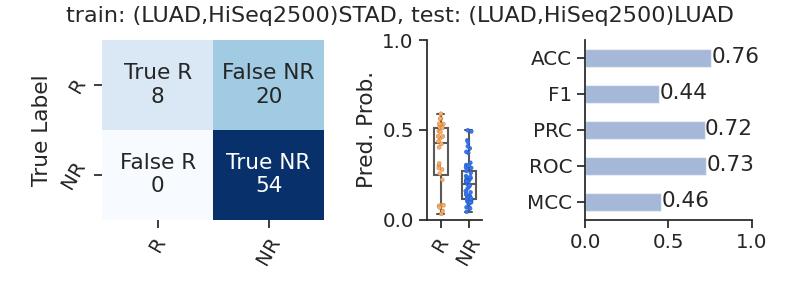 train: (LUAD,HiSeq2500)STAD, test: (LUAD,HiSeq2500)LUAD
True Label
R
NR
True R
8
False NR
20
False R
0
True NR
54
R
NR
Pred. Prob.
1.0
0.5
0.0
R
NR
ACC
0.76
F1
0.44
PRC
0.72
ROC
0.73
MCC
0.46
0.0
0.5
1.0